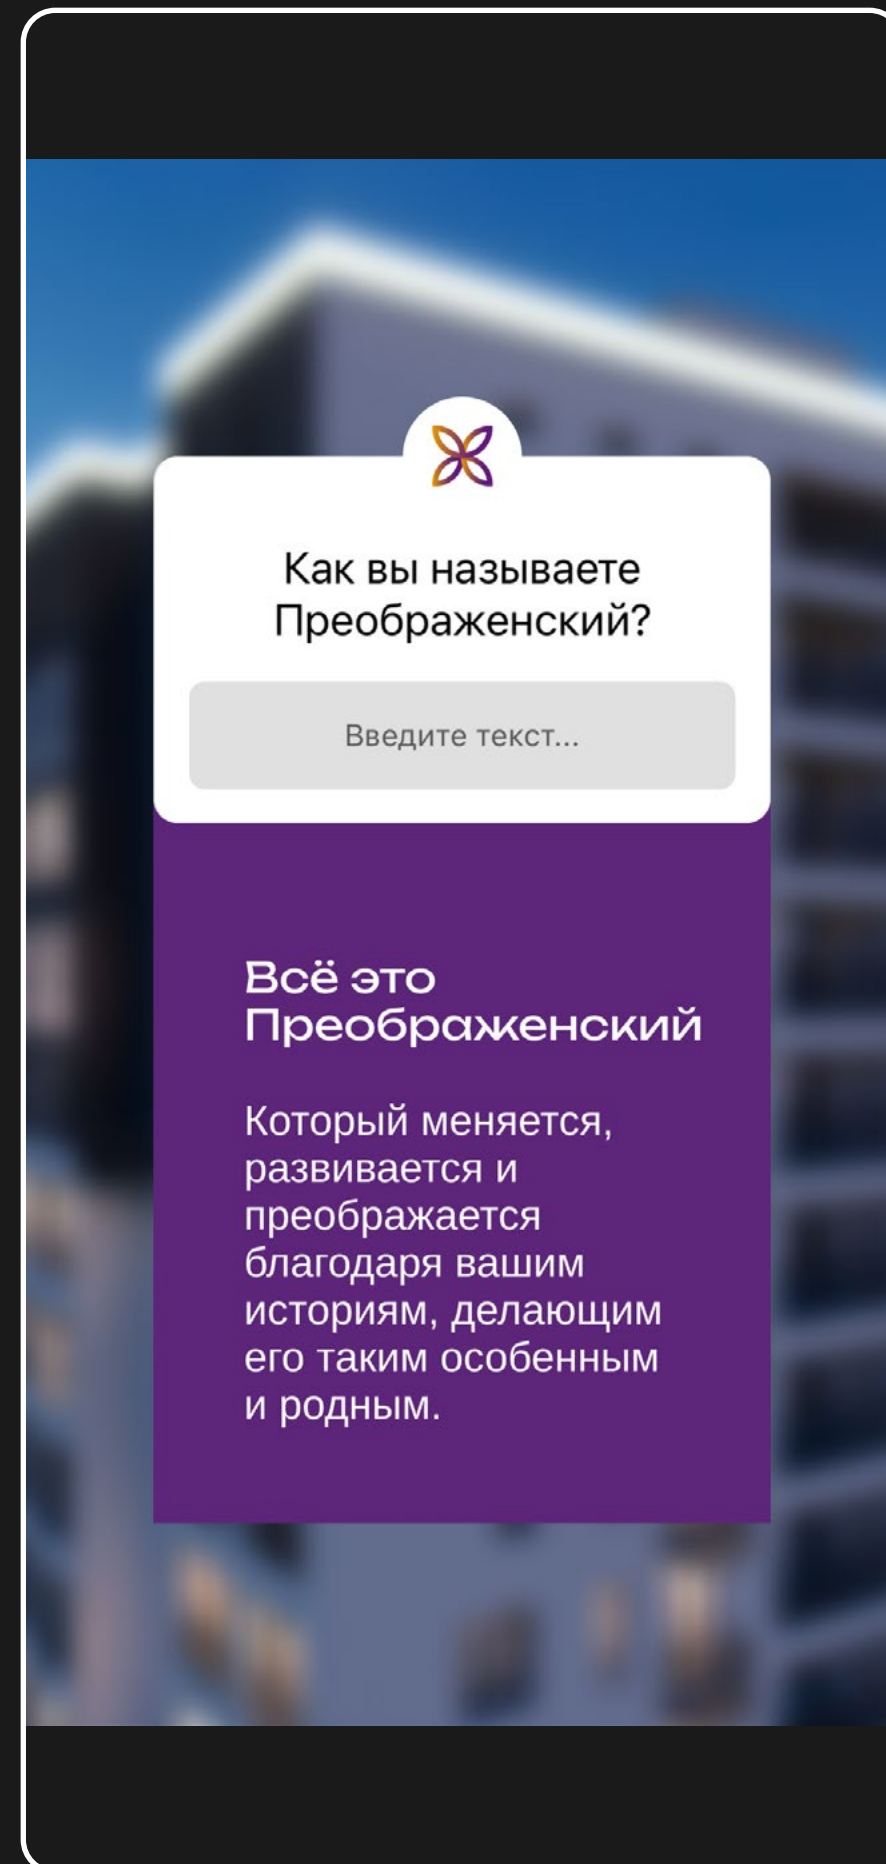 Как вы называете
Преображенский?
Введите текст...
Всё это
Преображенский
Который меняется,
развивается и
преображается
благодаря вашим
историям, делающим
его таким особенным
и родным.